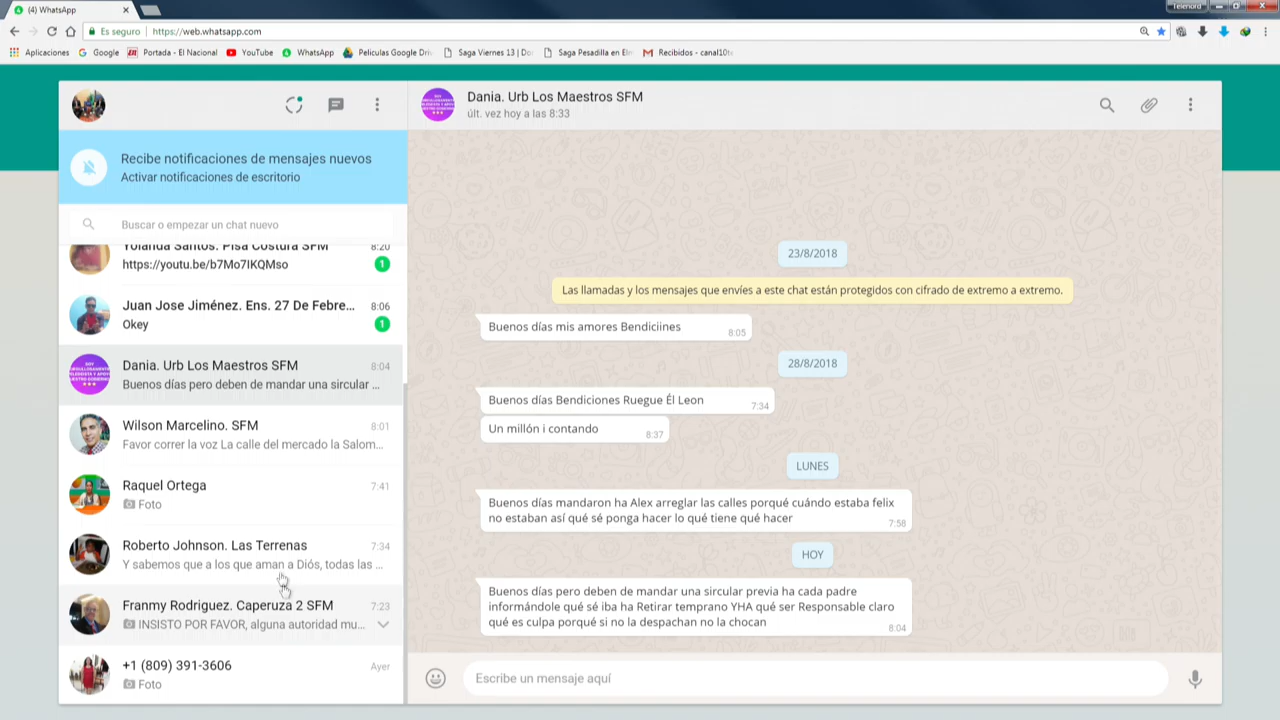 (4) WhatsApp
Telenord
Es seguro | https://web.whatsapp.com
Aplicaciones Google Portada - El Nacional YouTube WhatsApp Peliculas Google Driv Saga Viernes 13 | Do Saga Pesadilla en Elm Recibidos - canal10t
Dania. Urb Los Maestros SFM
últ. vez hoy a las 8:33
Recibe notificaciones de mensajes nuevos
Activar notificaciones de escritorio
Buscar o empezar un chat nuevo
Yolanda Santos. Pisa Costura SFM 8:20
https://youtu.be/b7Mo7IKQMso 1
Juan Jose Jiménez. Ens. 27 De Febre... 8:06
Okey 1
Dania. Urb Los Maestros SFM 8:04
Buenos días pero deben de mandar una sircular ...
Wilson Marcelino. SFM 8:01
Favor correr la voz La calle del mercado la Salom...
Raquel Ortega 7:41
Foto
Roberto Johnson. Las Terrenas 7:34
Y sabemos que a los que aman a Diós, todas las ...
Franmy Rodriguez. Caperuza 2 SFM 7:23
INSISTO POR FAVOR, alguna autoridad mu...
+1 (809) 391-3606 Ayer
Foto
23/8/2018
Las llamadas y los mensajes que envíes a este chat están protegidos con cifrado de extremo a extremo.
Buenos días mis amores Bendiciines 8:05
28/8/2018
Buenos días Bendiciones Ruegue Él Leon 7:34
Un millón i contando 8:37
LUNES
Buenos días mandaron ha Alex arreglar las calles porqué cuándo estaba felix
no estaban así qué sé ponga hacer lo qué tiene qué hacer 7:58
HOY
Buenos días pero deben de mandar una sircular previa ha cada padre
informándole qué sé iba ha Retirar temprano YHA qué ser Responsable claro
qué es culpa porqué si no la despachan no la chocan 8:04
Escribe un mensaje aquí